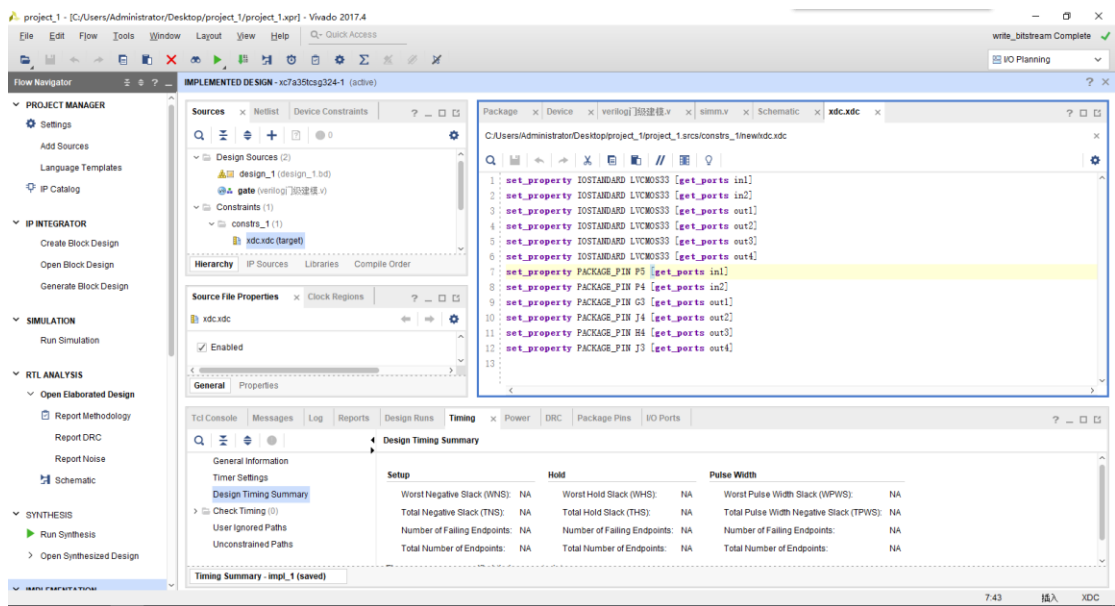 project_1 - [C:/Users/Administrator/Desktop/project_1/project_1.xpr] - Vivado 2017.4
File Edit Flow Tools Window Layout View Help Q- Quick Access
write_bitstream Complete
I/O Planning
Flow Navigator
IMPLEMENTED DESIGN - xc7a35tcsg324-1 (active)
PROJECT MANAGER
Settings
Add Sources
Language Templates
IP Catalog
IP INTEGRATOR
Create Block Design
Open Block Design
Generate Block Design
SIMULATION
Run Simulation
RTL ANALYSIS
Open Elaborated Design
Report Methodology
Report DRC
Report Noise
Schematic
SYNTHESIS
Run Synthesis
Open Synthesized Design
IMPLEMENTATION
Sources Netlist Device Constraints
0
Design Sources (2)
design_1 (design_1.bd)
gate (verilog门级建模.v)
Constraints (1)
constrs_1 (1)
xdc.xdc (target)
Hierarchy IP Sources Libraries Compile Order
Source File Properties Clock Regions
xdc.xdc
Enabled
General Properties
Package Device verilog门级建模.v simm.v Schematic xdc.xdc
C:/Users/Administrator/Desktop/project_1/project_1.srcs/constrs_1/new/xdc.xdc
1 set_property IOSTANDARD LVCMOS33 [get_ports in1]
2 set_property IOSTANDARD LVCMOS33 [get_ports in2]
3 set_property IOSTANDARD LVCMOS33 [get_ports out1]
4 set_property IOSTANDARD LVCMOS33 [get_ports out2]
5 set_property IOSTANDARD LVCMOS33 [get_ports out3]
6 set_property IOSTANDARD LVCMOS33 [get_ports out4]
7 set_property PACKAGE_PIN P5 [get_ports in1]
8 set_property PACKAGE_PIN P4 [get_ports in2]
9 set_property PACKAGE_PIN G3 [get_ports out1]
10 set_property PACKAGE_PIN J4 [get_ports out2]
11 set_property PACKAGE_PIN H4 [get_ports out3]
12 set_property PACKAGE_PIN J3 [get_ports out4]
13
Tcl Console Messages Log Reports Design Runs Timing Power DRC Package Pins I/O Ports
General Information
Timer Settings
Design Timing Summary
Check Timing (0)
User Ignored Paths
Unconstrained Paths
Design Timing Summary
Setup Hold Pulse Width
Worst Negative Slack (WNS): NA Worst Hold Slack (WHS): NA Worst Pulse Width Slack (WPWS): NA
Total Negative Slack (TNS): NA Total Hold Slack (THS): NA Total Pulse Width Negative Slack (TPWS): NA
Number of Failing Endpoints: NA Number of Failing Endpoints: NA Number of Failing Endpoints: NA
Total Number of Endpoints: NA Total Number of Endpoints: NA Total Number of Endpoints: NA
Timing Summary - impl_1 (saved)
7:43 插入 XDC